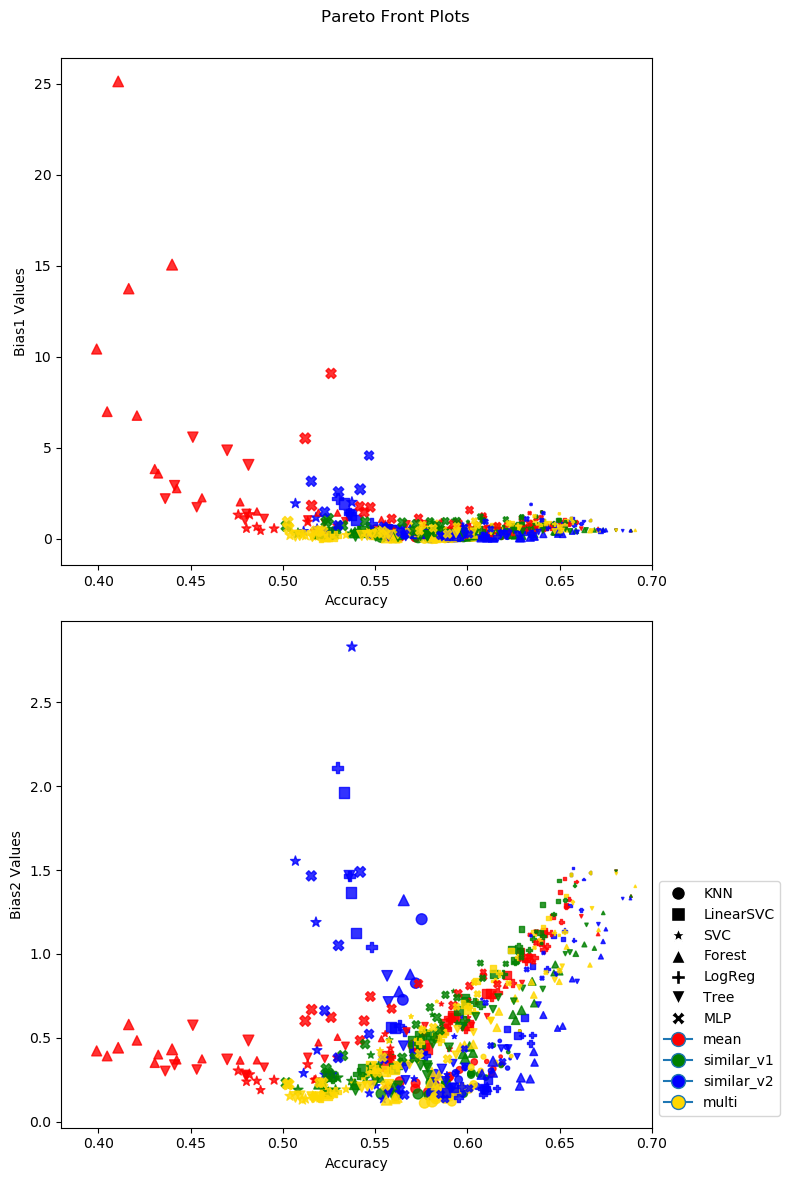 Pareto Front Plots
25
20
15
10
5
0
Bias1 Values
0.40 0.45 0.50 0.55 0.60 0.65 0.70
Accuracy
2.5
2.0
1.5
1.0
0.5
0.0
Bias2 Values
0.40 0.45 0.50 0.55 0.60 0.65 0.70
Accuracy
KNN
LinearSVC
SVC
Forest
LogReg
Tree
MLP
mean
similar_v1
similar_v2
multi